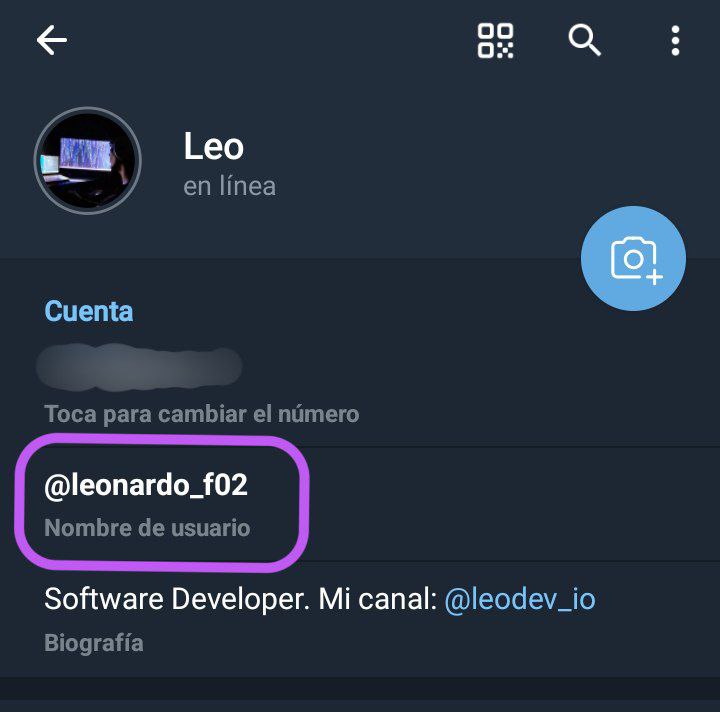 Leo
en línea
Cuenta
Toca para cambiar el número
@leonardo_f02
Nombre de usuario
Software Developer. Mi canal: @leodev_io
Biografía